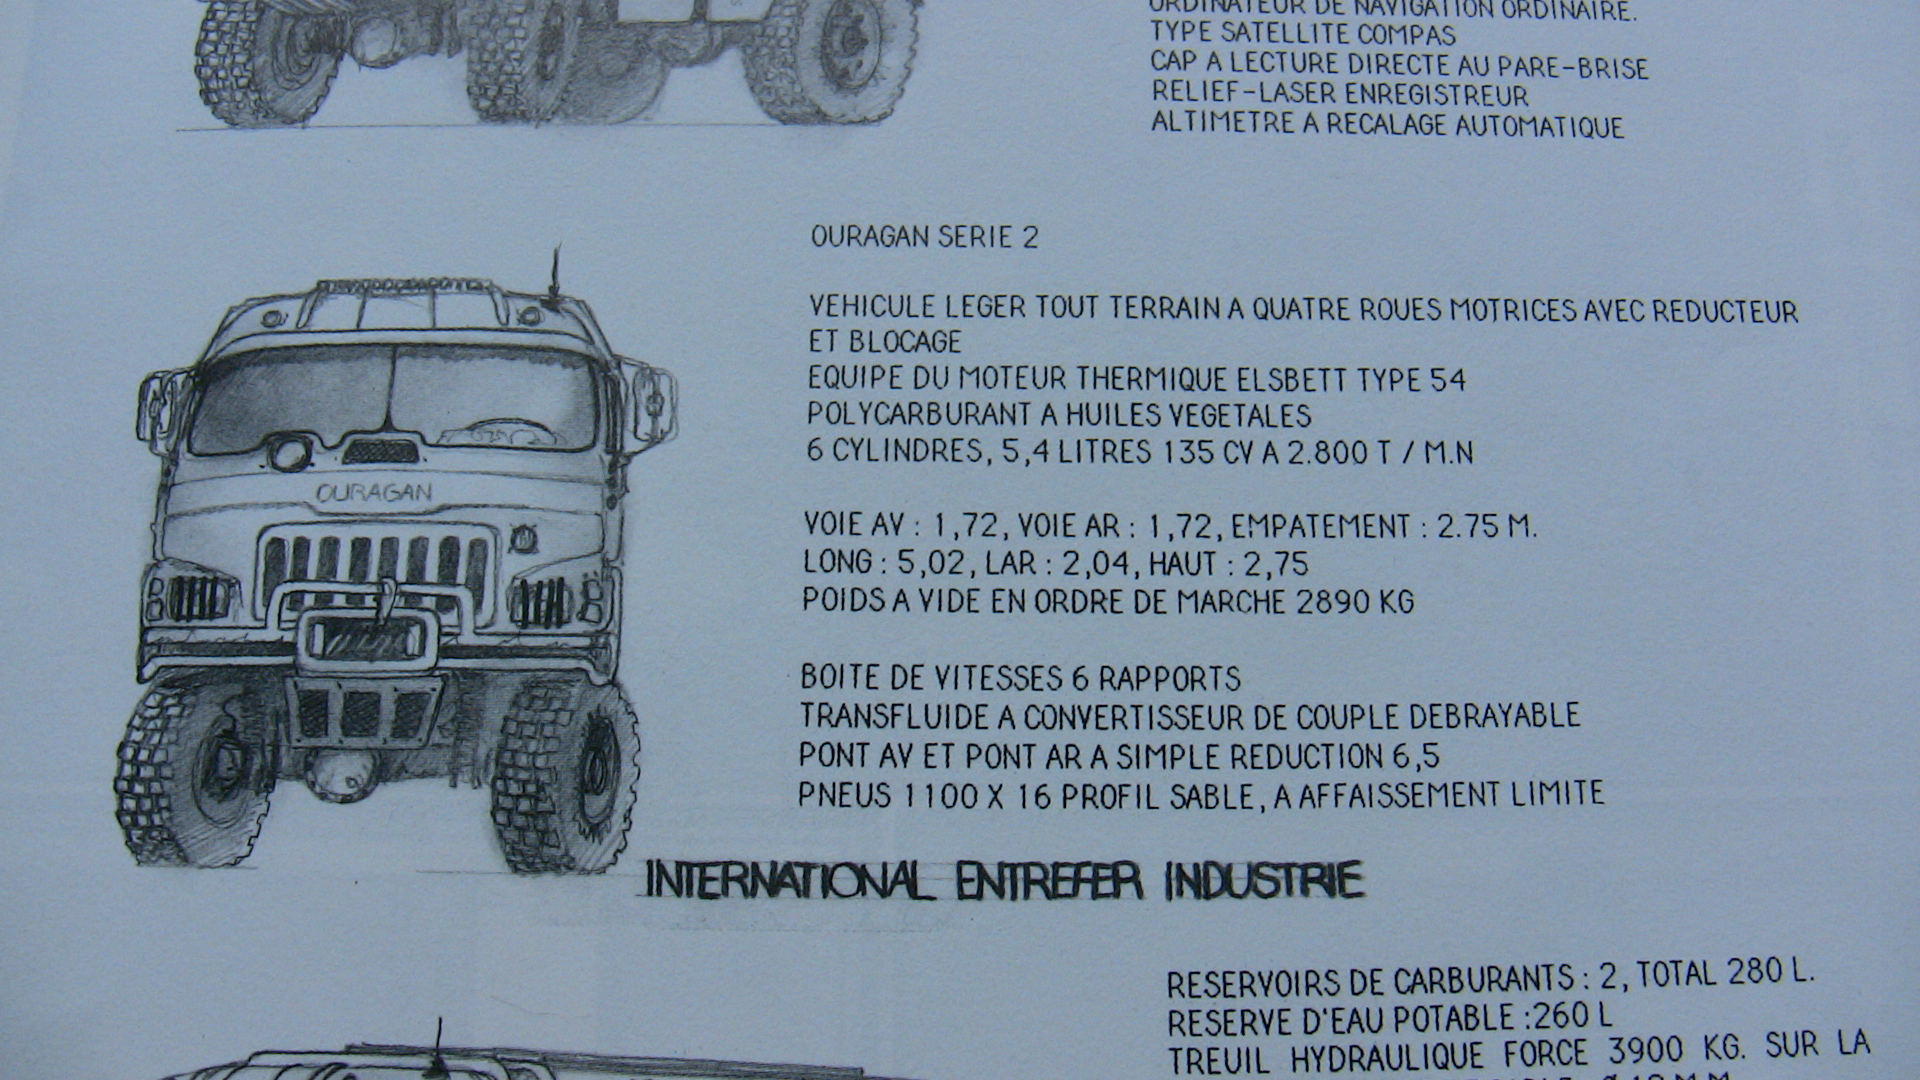 ORDINATEUR DE NAVIGATION ORDINAIRE.
TYPE SATELLITE COMPAS
CAP A LECTURE DIRECTE AU PARE-BRISE
RELIEF-LASER ENREGISTREUR
ALTIMETRE A RECALAGE AUTOMATIQUE
OURAGAN SERIE 2
VEHICULE LEGER TOUT TERRAIN A QUATRE ROUES MOTRICES AVEC REDUCTEUR
ET BLOCAGE
EQUIPE DU MOTEUR THERMIQUE ELSBETT TYPE 54
POLYCARBURANT A HUILES VEGETALES
6 CYLINDRES, 5,4 LITRES 135 CV A 2.800 T / M.N
OURAGAN
VOIE AV : 1,72, VOIE AR : 1,72, EMPATEMENT : 2.75 M.
LONG : 5,02, LAR : 2,04, HAUT : 2,75
POIDS A VIDE EN ORDRE DE MARCHE 2890 KG
BOITE DE VITESSES 6 RAPPORTS
TRANSFLUIDE A CONVERTISSEUR DE COUPLE DEBRAYABLE
PONT AV ET PONT AR A SIMPLE REDUCTION 6,5
PNEUS 1100 X 16 PROFIL SABLE, A AFFAISSEMENT LIMITE
INTERNATIONAL ENTREFER INDUSTRIE
RESERVOIRS DE CARBURANTS : 2, TOTAL 280 L.
RESERVE D'EAU POTABLE :260 L
TREUIL HYDRAULIQUE FORCE 3900 KG. SUR LA